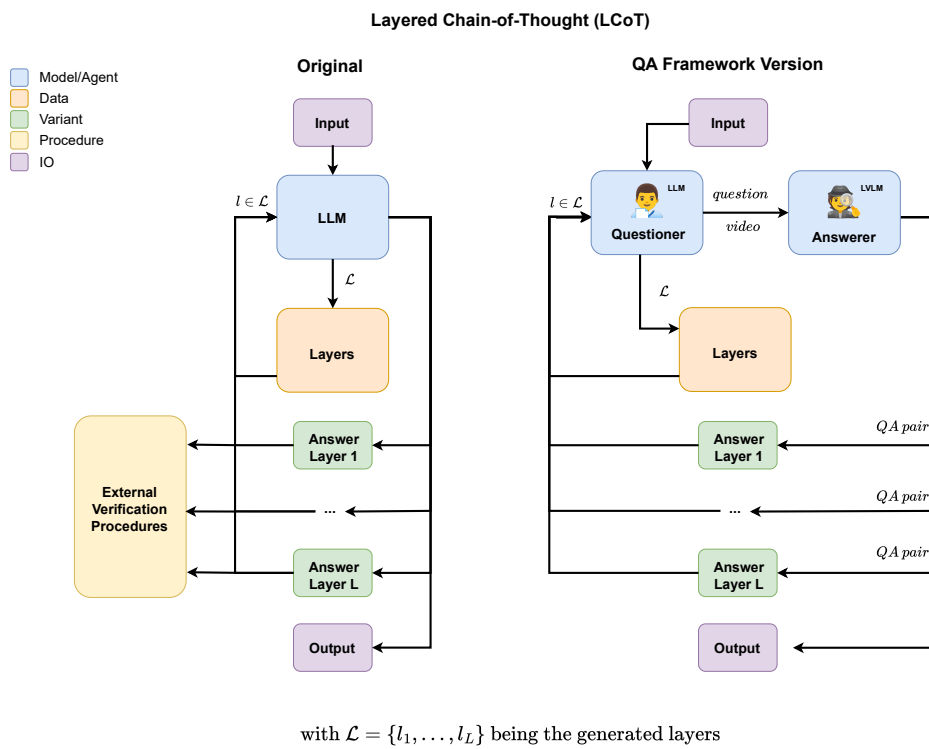 Layered Chain-of-Thought (LCoT)
Model/Agent
Data
Variant
Procedure
IO
Original
Input
l ∈ ℒ
LLM
ℒ
Layers
Answer
Layer 1
External
Verification
Procedures
...
Answer
Layer L
Output
QA Framework Version
Input
l ∈ ℒ
LLM
Questioner
question
video
LVLM
Answerer
ℒ
Layers
Answer
Layer 1
QA pair
...
QA pair
Answer
Layer L
QA pair
Output
with ℒ = {l₁, . . . , l_L} being the generated layers